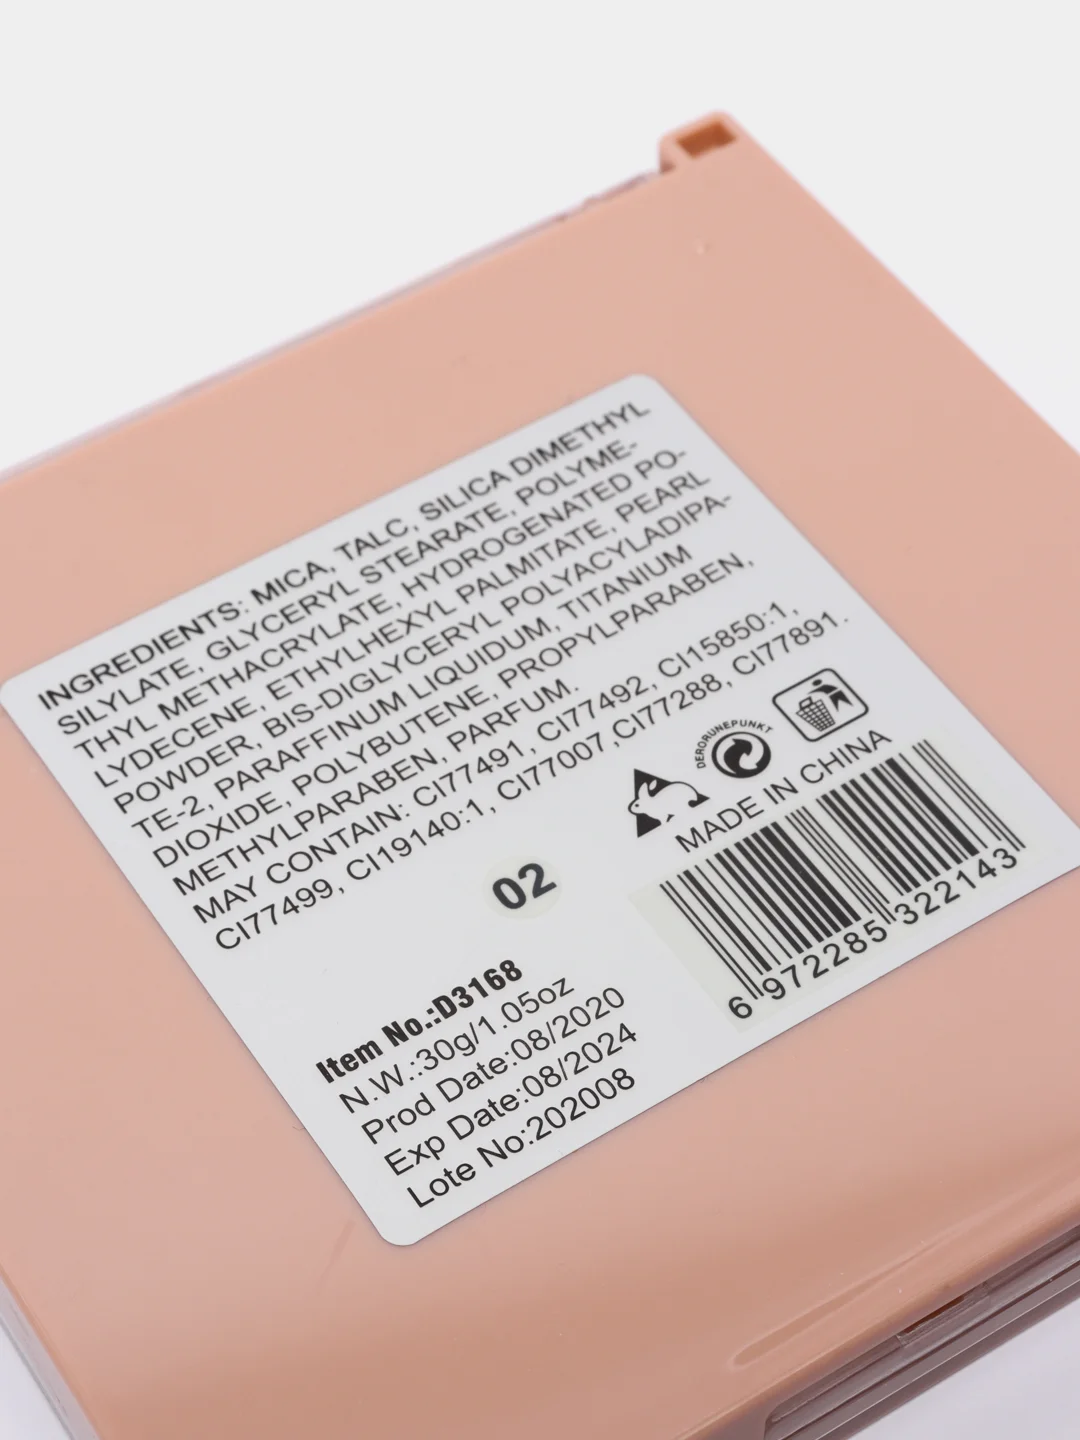 INGREDIENTS: MICA, TALC, SILICA DIMETHYL
SILYLATE, GLYCERYL STEARATE, POLYME-
THYL METHACRYLATE, HYDROGENATED PO-
LYDECENE, ETHYLHEXYL PALMITATE, PEARL
POWDER, BIS-DIGLYCERYL POLYACYLADIPA-
TE-2, PARAFFINUM LIQUIDUM, TITANIUM
DIOXIDE, POLYBUTENE, PROPYLPARABEN,
METHYLPARABEN, PARFUM.
MAY CONTAIN: CI77491, CI77492, CI15850:1,
CI77499, CI19140:1, CI77007,CI77288, CI77891.
DERORUNEPUNKT
MADE IN CHINA
02
6 972285 322143
Item No.:D3168
N.W.:30g/1.05oz
Prod Date:08/2020
Exp Date:08/2024
Lote No:202008